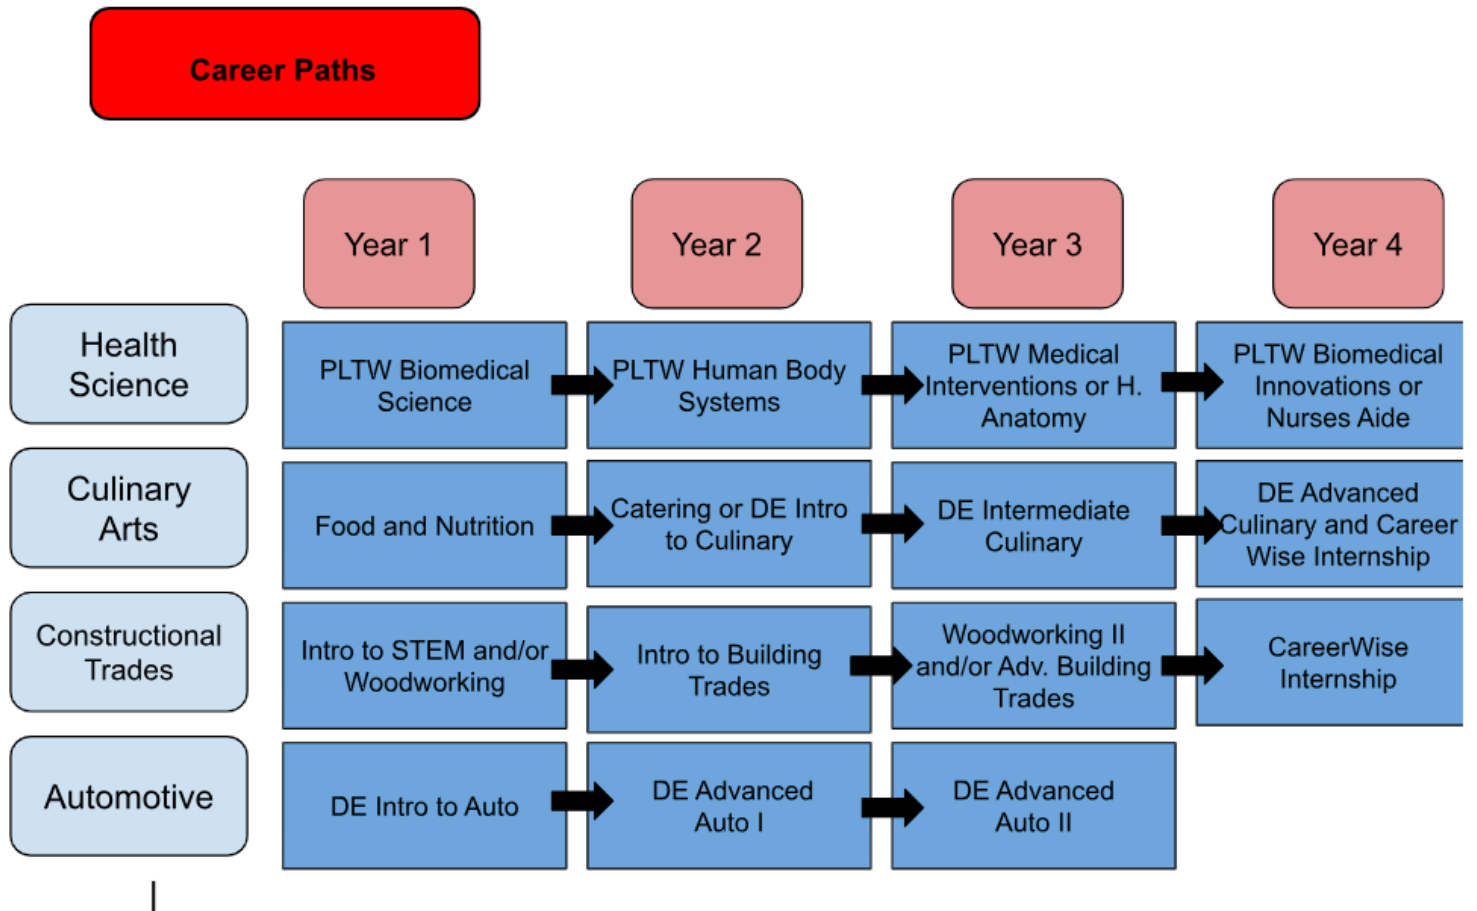 Career Paths
Year 1
Year 2
Year 3
Year 4
Health
Science
PLTW Biomedical
Science
PLTW Human Body
Systems
PLTW Medical
Interventions or H.
Anatomy
PLTW Biomedical
Innovations or
Nurses Aide
Culinary
Arts
Food and Nutrition
Catering or DE Intro
to Culinary
DE Intermediate
Culinary
DE Advanced
Culinary and Career
Wise Internship
Constructional
Trades
Intro to STEM and/or
Woodworking
Intro to Building
Trades
Woodworking II
and/or Adv. Building
Trades
CareerWise
Internship
Automotive
DE Intro to Auto
DE Advanced
Auto I
DE Advanced
Auto II